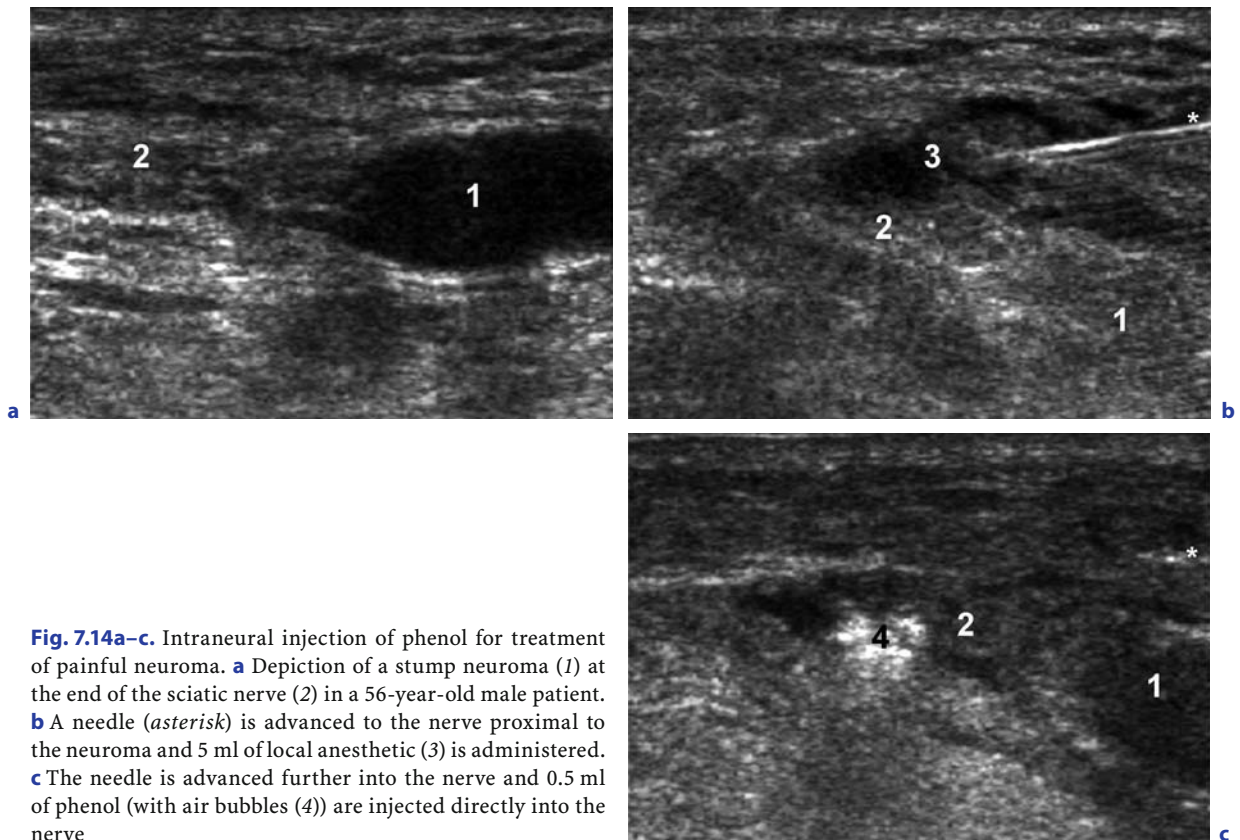 2
1
a
*
3
2
1
b
*
4
2
1
c
Fig. 7.14a–c. Intraneural injection of phenol for treatment
of painful neuroma. a Depiction of a stump neuroma (1) at
the end of the sciatic nerve (2) in a 56-year-old male patient.
b A needle (asterisk) is advanced to the nerve proximal to
the neuroma and 5 ml of local anesthetic (3) is administered.
c The needle is advanced further into the nerve and 0.5 ml
of phenol (with air bubbles (4)) are injected directly into the
nerve